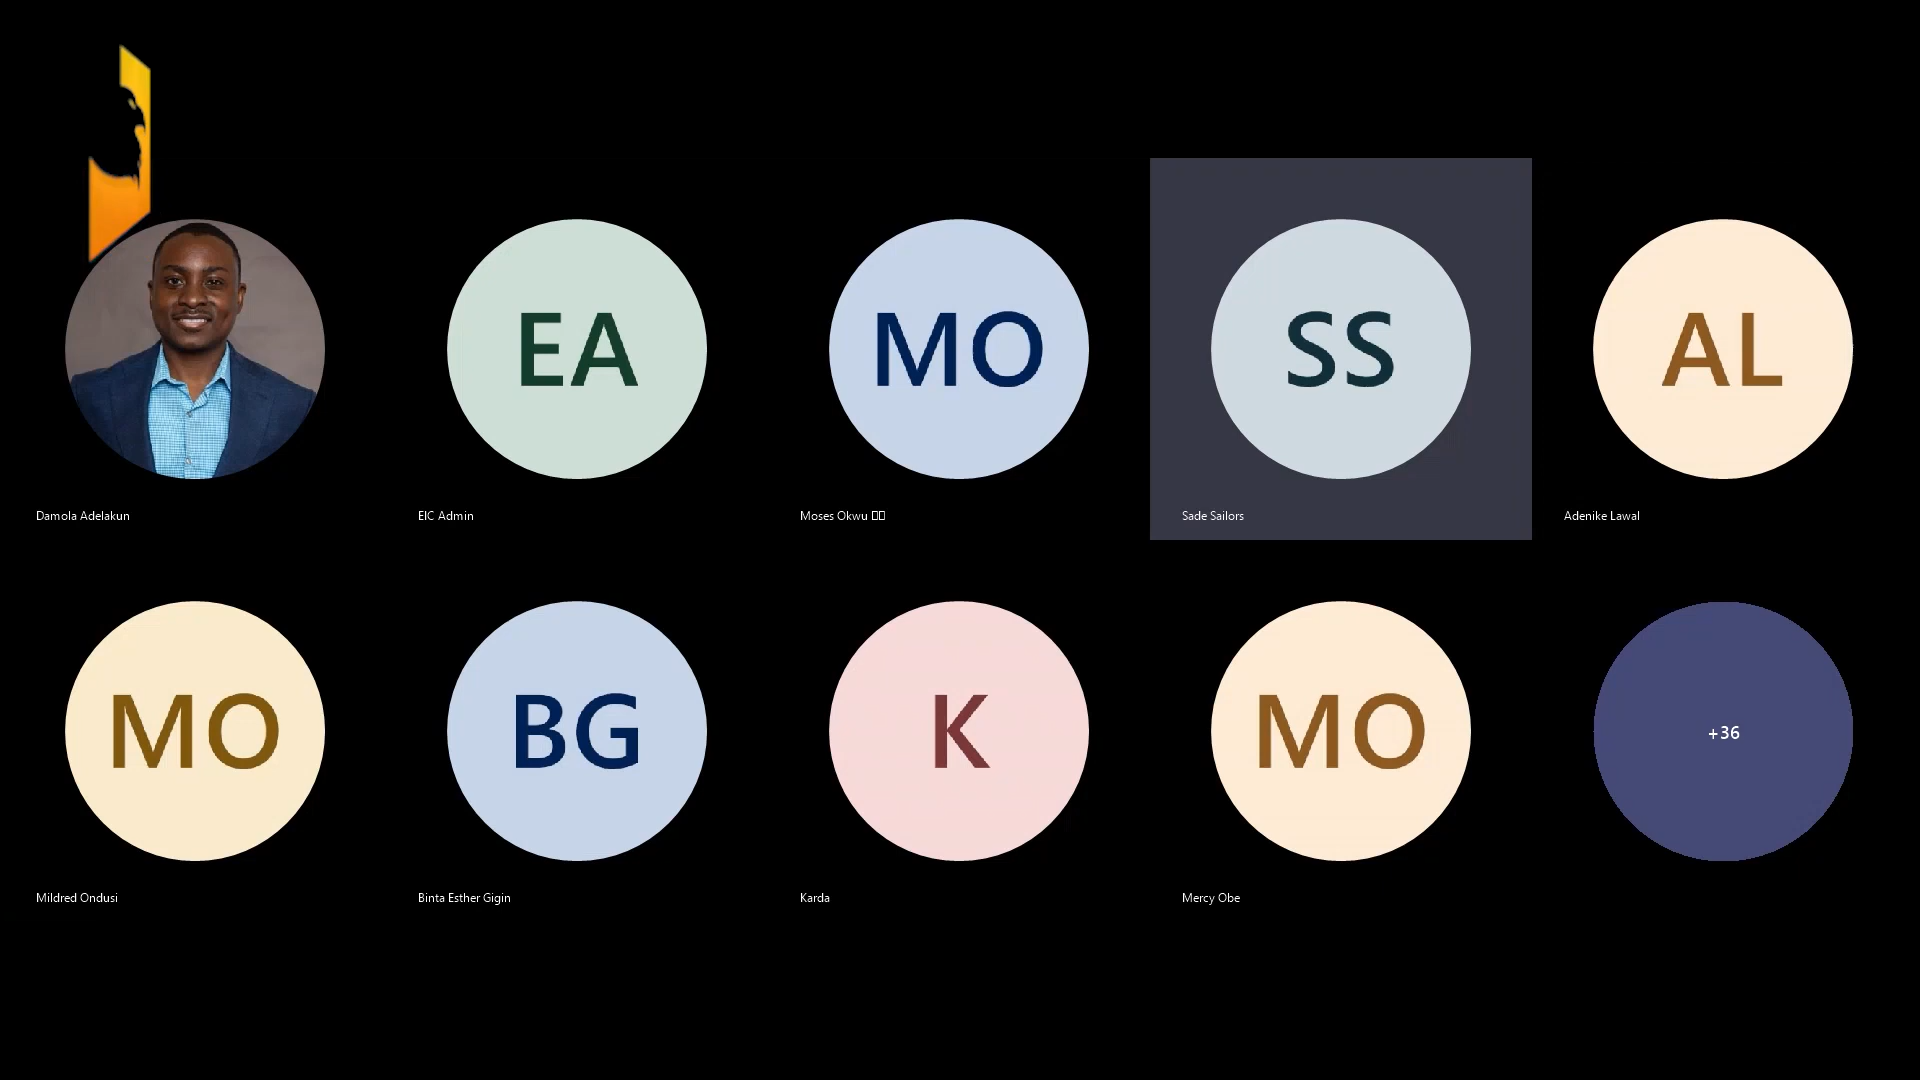 EA
MO
SS
AL
Damola Adelakun
EIC Admin
Moses Okwu
Sade Sailors
Adenike Lawal
MO
BG
K
MO
+36
Mildred Ondusi
Binta Esther Gigin
Karda
Mercy Obe